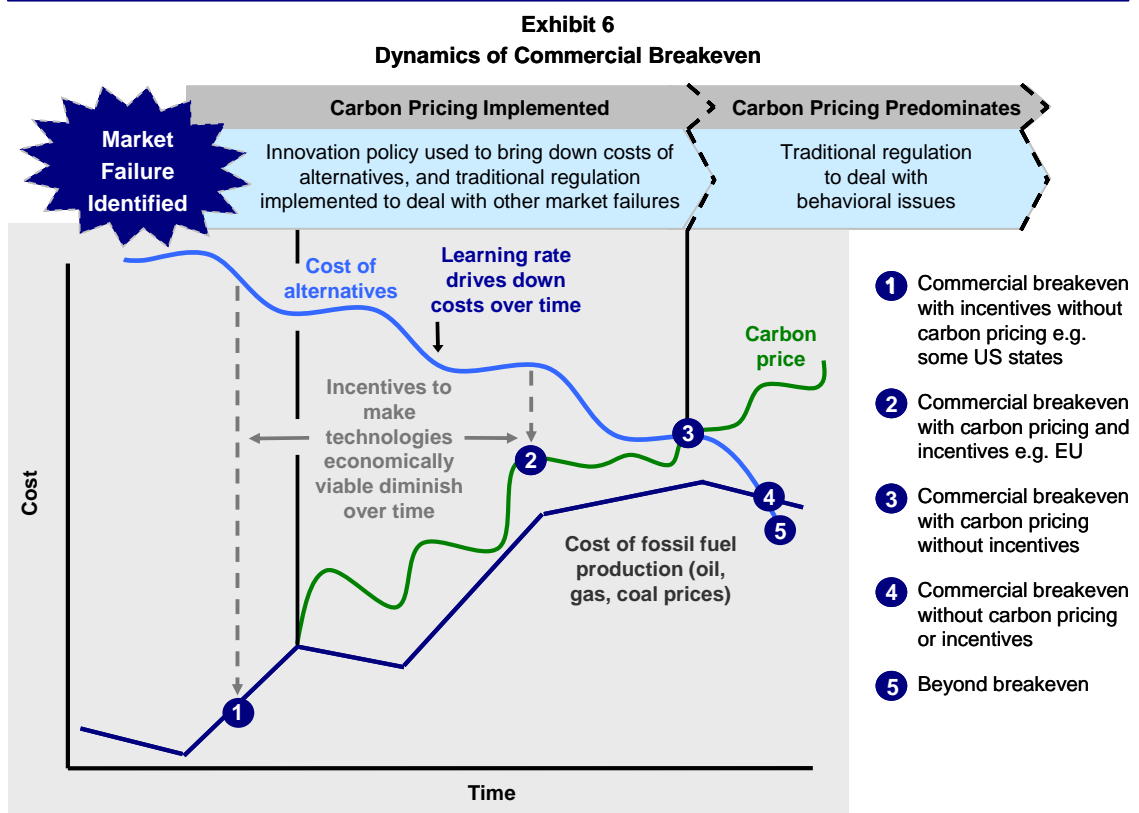 Exhibit 6
Dynamics of Commercial Breakeven
Market
Failure
Identified
Carbon Pricing Implemented
Carbon Pricing Predominates
Innovation policy used to bring down costs of
alternatives, and traditional regulation
implemented to deal with other market failures
Traditional regulation
to deal with
behavioral issues
Cost of
alternatives
Learning rate
drives down
costs over time
Carbon
price
Incentives to
make
technologies
economically
viable diminish
over time
Cost of fossil fuel
production (oil,
gas, coal prices)
1
2
3
4
5
Cost
Time
1 Commercial breakeven
with incentives without
carbon pricing e.g.
some US states
2 Commercial breakeven
with carbon pricing and
incentives e.g. EU
3 Commercial breakeven
with carbon pricing
without incentives
4 Commercial breakeven
without carbon pricing
or incentives
5 Beyond breakeven